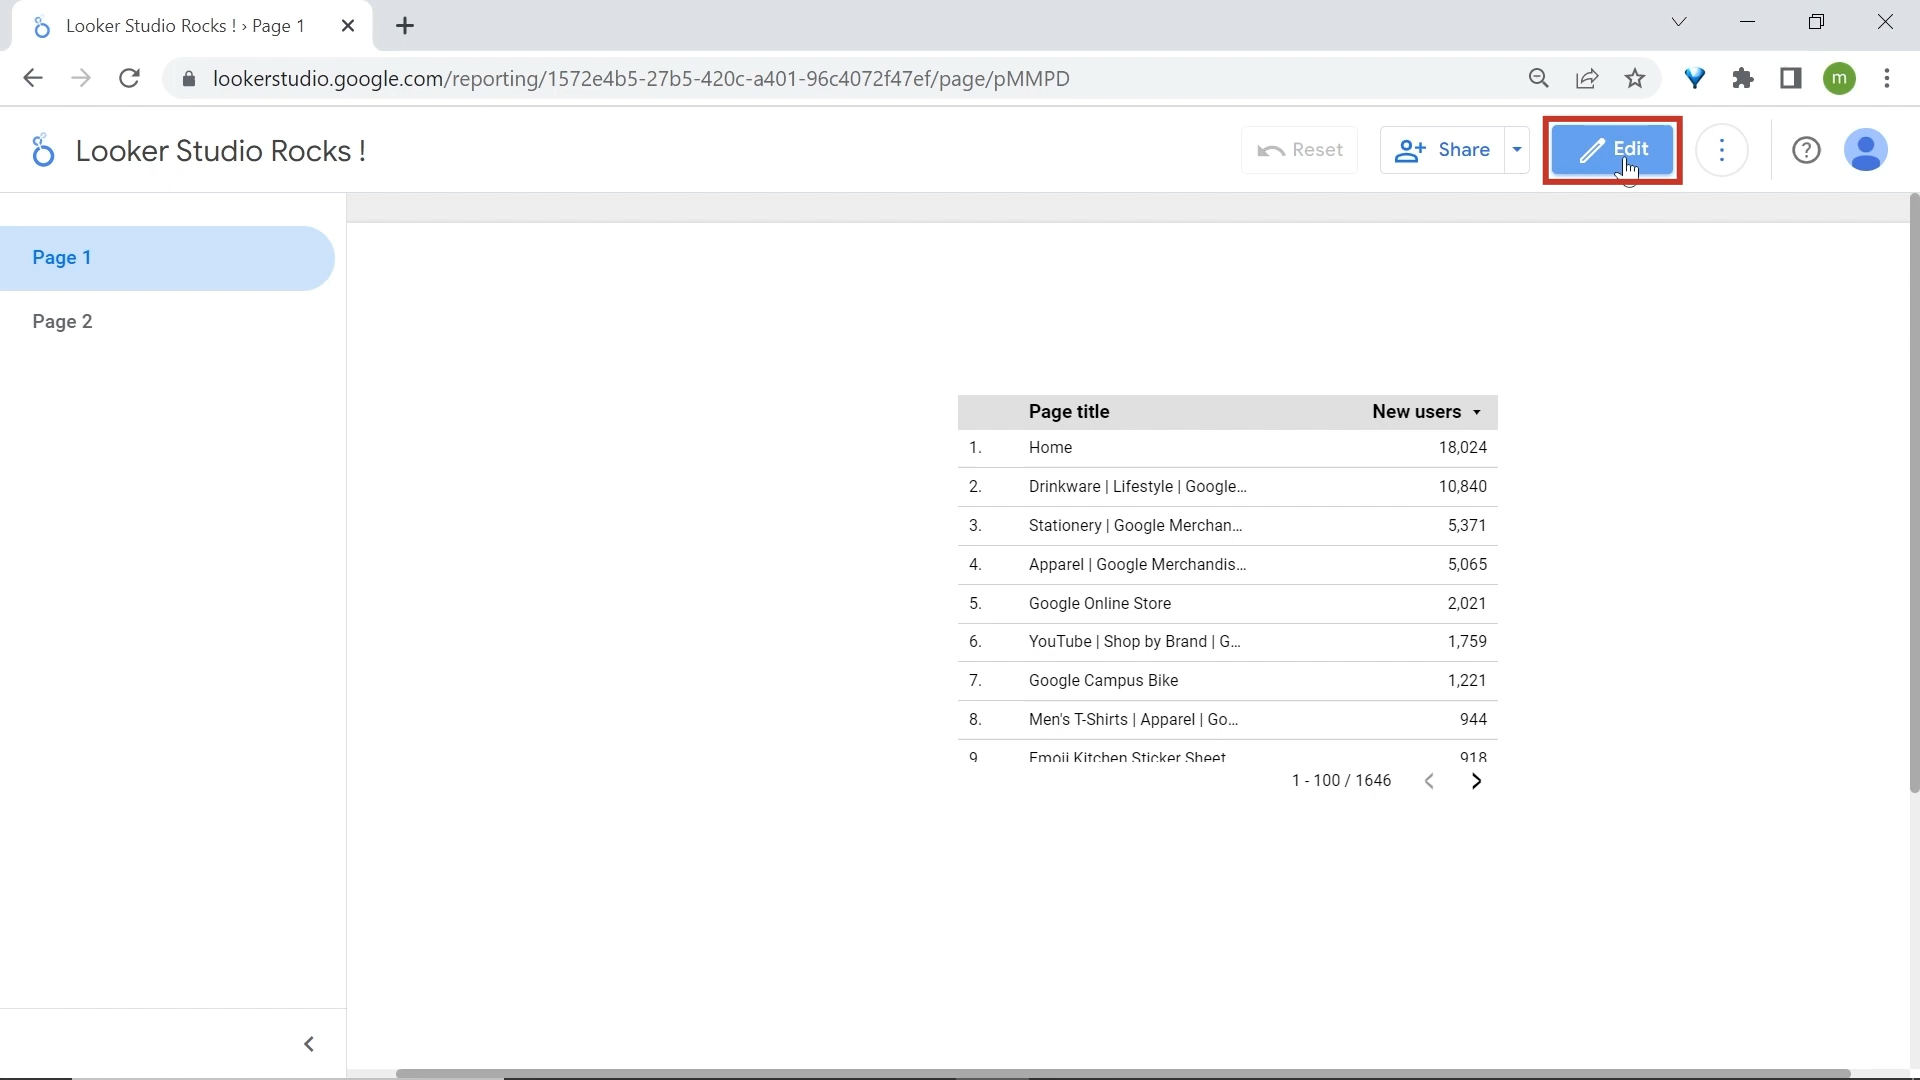 Looker Studio Rocks ! › Page 1
lookerstudio.google.com/reporting/1572e4b5-27b5-420c-a401-96c4072f47ef/page/pMMPD
m
Looker Studio Rocks !
Reset
Share
Edit
Page 1
Page 2
Page title New users
1. Home 18,024
2. Drinkware | Lifestyle | Google... 10,840
3. Stationery | Google Merchan... 5,371
4. Apparel | Google Merchandis... 5,065
5. Google Online Store 2,021
6. YouTube | Shop by Brand | G... 1,759
7. Google Campus Bike 1,221
8. Men's T-Shirts | Apparel | Go... 944
9. Emoji Kitchen Sticker Sheet 918
1 - 100 / 1646